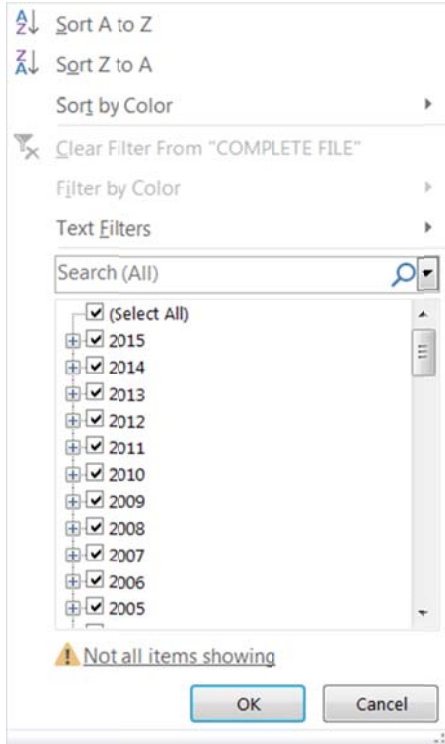 Sort A to Z
Sort Z to A
Sort by Color
Clear Filter From "COMPLETE FILE"
Filter by Color
Text Filters
Search (All)
(Select All)
2015
2014
2013
2012
2011
2010
2009
2008
2007
2006
2005
Not all items showing
OK Cancel